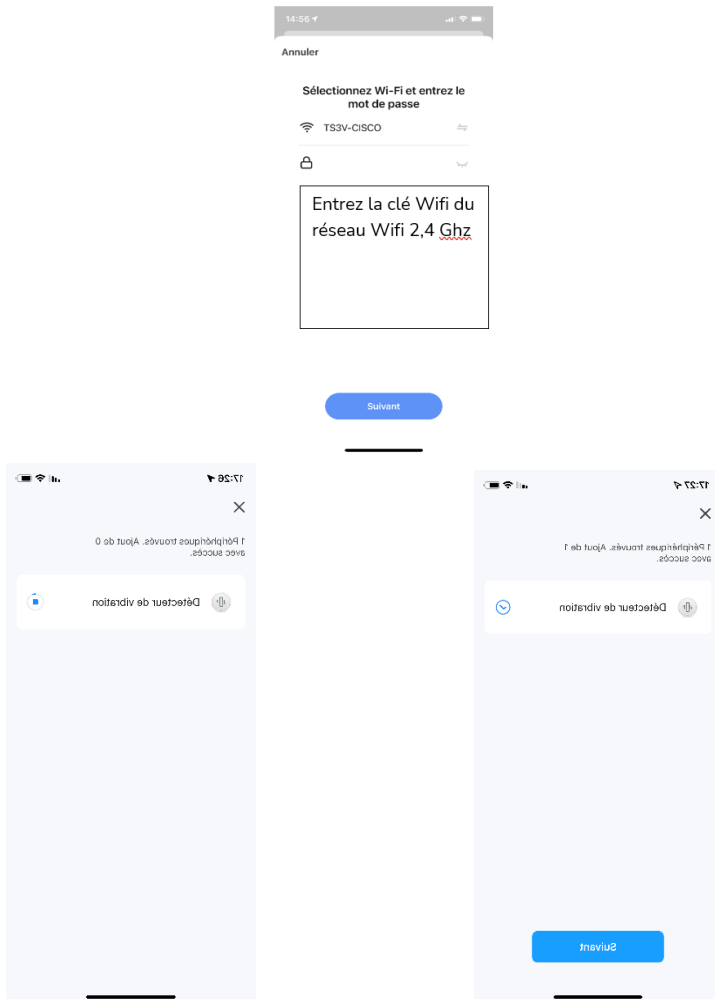 14:56
Annuler
Sélectionnez Wi-Fi et entrez le
mot de passe
TS3V-CISCO
Entrez la clé Wifi du
réseau Wifi 2,4 Ghz
Suivant
17:26
1 Périphériques trouvés. Ajout de 0
avec succès.
Détecteur de vibration
17:27
1 Périphériques trouvés. Ajout de 1
avec succès.
Détecteur de vibration
Suivant